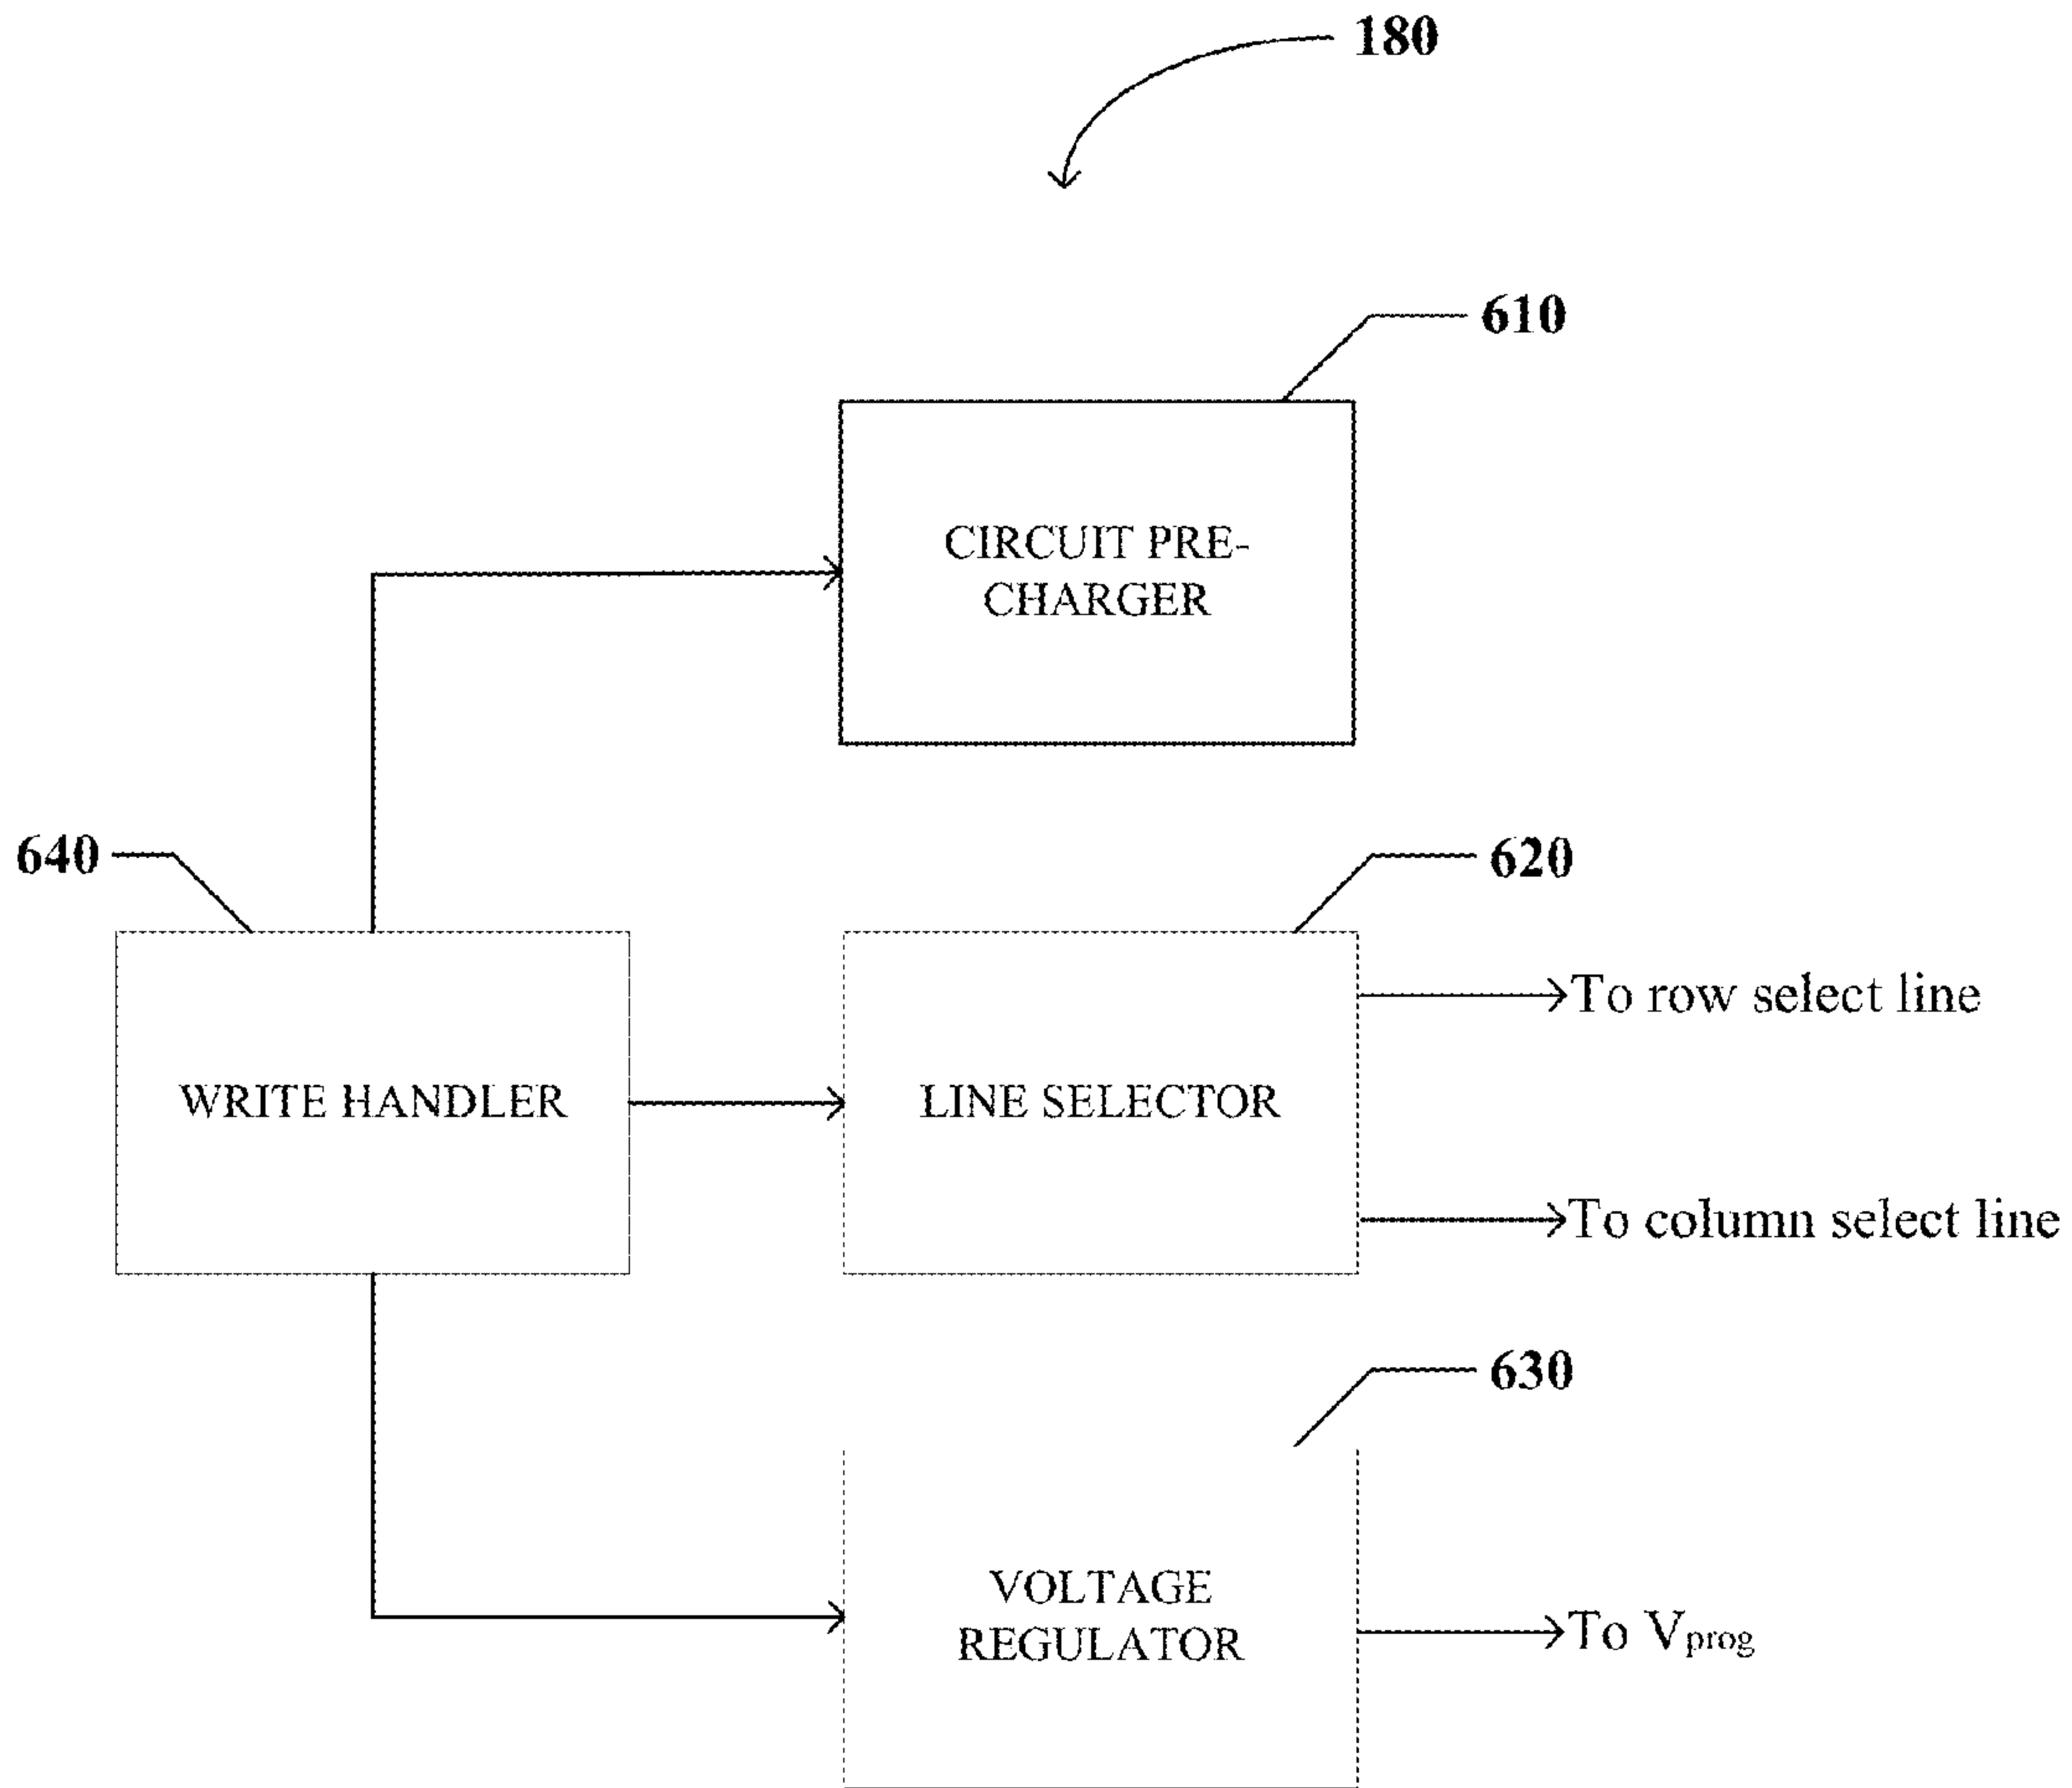 180
610
CIRCUIT PRE-
CHARGER
640
620
To row select line
WRITE HANDLER
LINE SELECTOR
To column select line
630
VOLTAGE
REGULATOR
To Vprog